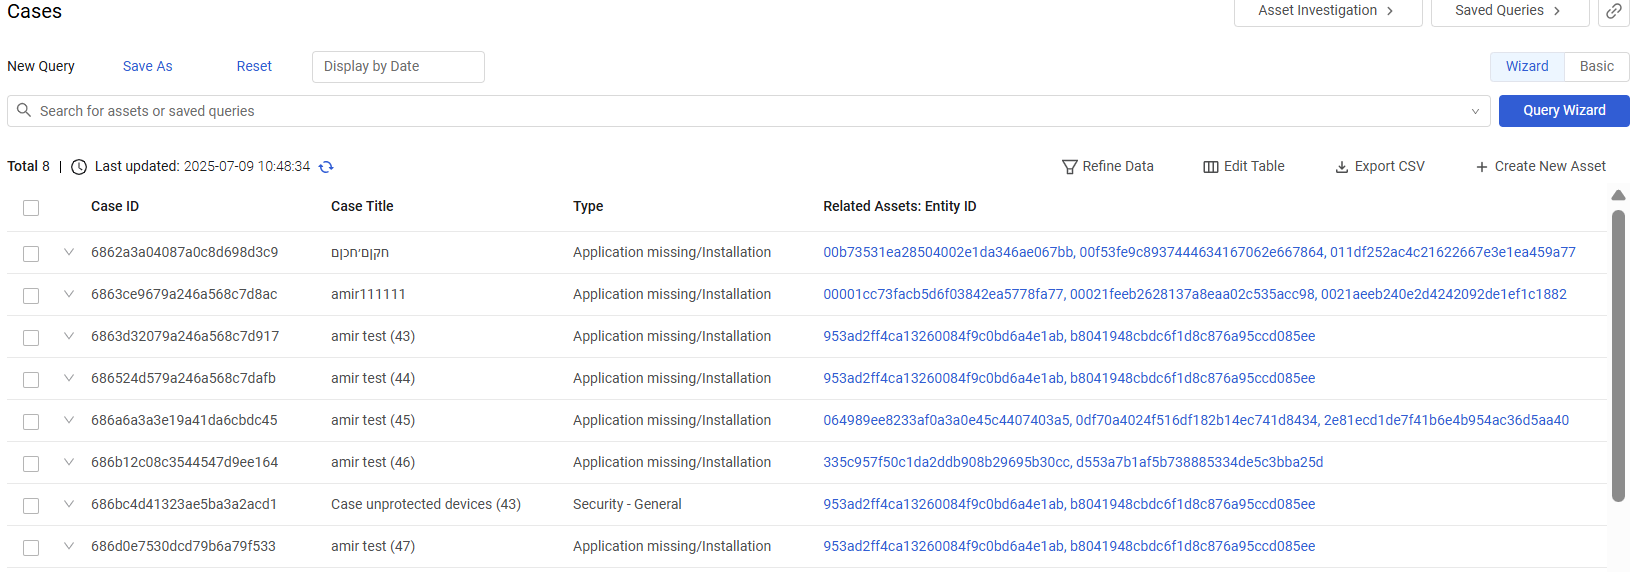 Cases
Asset Investigation >
Saved Queries >
New Query Save As Reset Display by Date
Wizard Basic
Search for assets or saved queries
Query Wizard
Total 8 | Last updated: 2025-07-09 10:48:34
Refine Data Edit Table Export CSV + Create New Asset
Case ID Case Title Type Related Assets: Entity ID
6862a3a04087a0c8d698d3c9 חקןם׳חכןם Application missing/Installation 00b73531ea28504002e1da346ae067bb, 00f53fe9c8937444634167062e667864, 011df252ac4c21622667e3e1ea459a77
6863ce9679a246a568c7d8ac amir111111 Application missing/Installation 00001cc73facb5d6f03842ea5778fa77, 00021feeb2628137a8eaa02c535acc98, 0021aeeb240e2d4242092de1ef1c1882
6863d32079a246a568c7d917 amir test (43) Application missing/Installation 953ad2ff4ca13260084f9c0bd6a4e1ab, b8041948cbdc6f1d8c876a95ccd085ee
686524d579a246a568c7dafb amir test (44) Application missing/Installation 953ad2ff4ca13260084f9c0bd6a4e1ab, b8041948cbdc6f1d8c876a95ccd085ee
686a6a3a3e19a41da6cbdc45 amir test (45) Application missing/Installation 064989ee8233af0a3a0e45c4407403a5, 0df70a4024f516df182b14ec741d8434, 2e81ecd1de7f41b6e4b954ac36d5aa40
686b12c08c3544547d9ee164 amir test (46) Application missing/Installation 335c957f50c1da2ddb908b29695b30cc, d553a7b1af5b738885334de5c3bba25d
686bc4d41323ae5ba3a2acd1 Case unprotected devices (43) Security - General 953ad2ff4ca13260084f9c0bd6a4e1ab, b8041948cbdc6f1d8c876a95ccd085ee
686d0e7530dcd79b6a79f533 amir test (47) Application missing/Installation 953ad2ff4ca13260084f9c0bd6a4e1ab, b8041948cbdc6f1d8c876a95ccd085ee